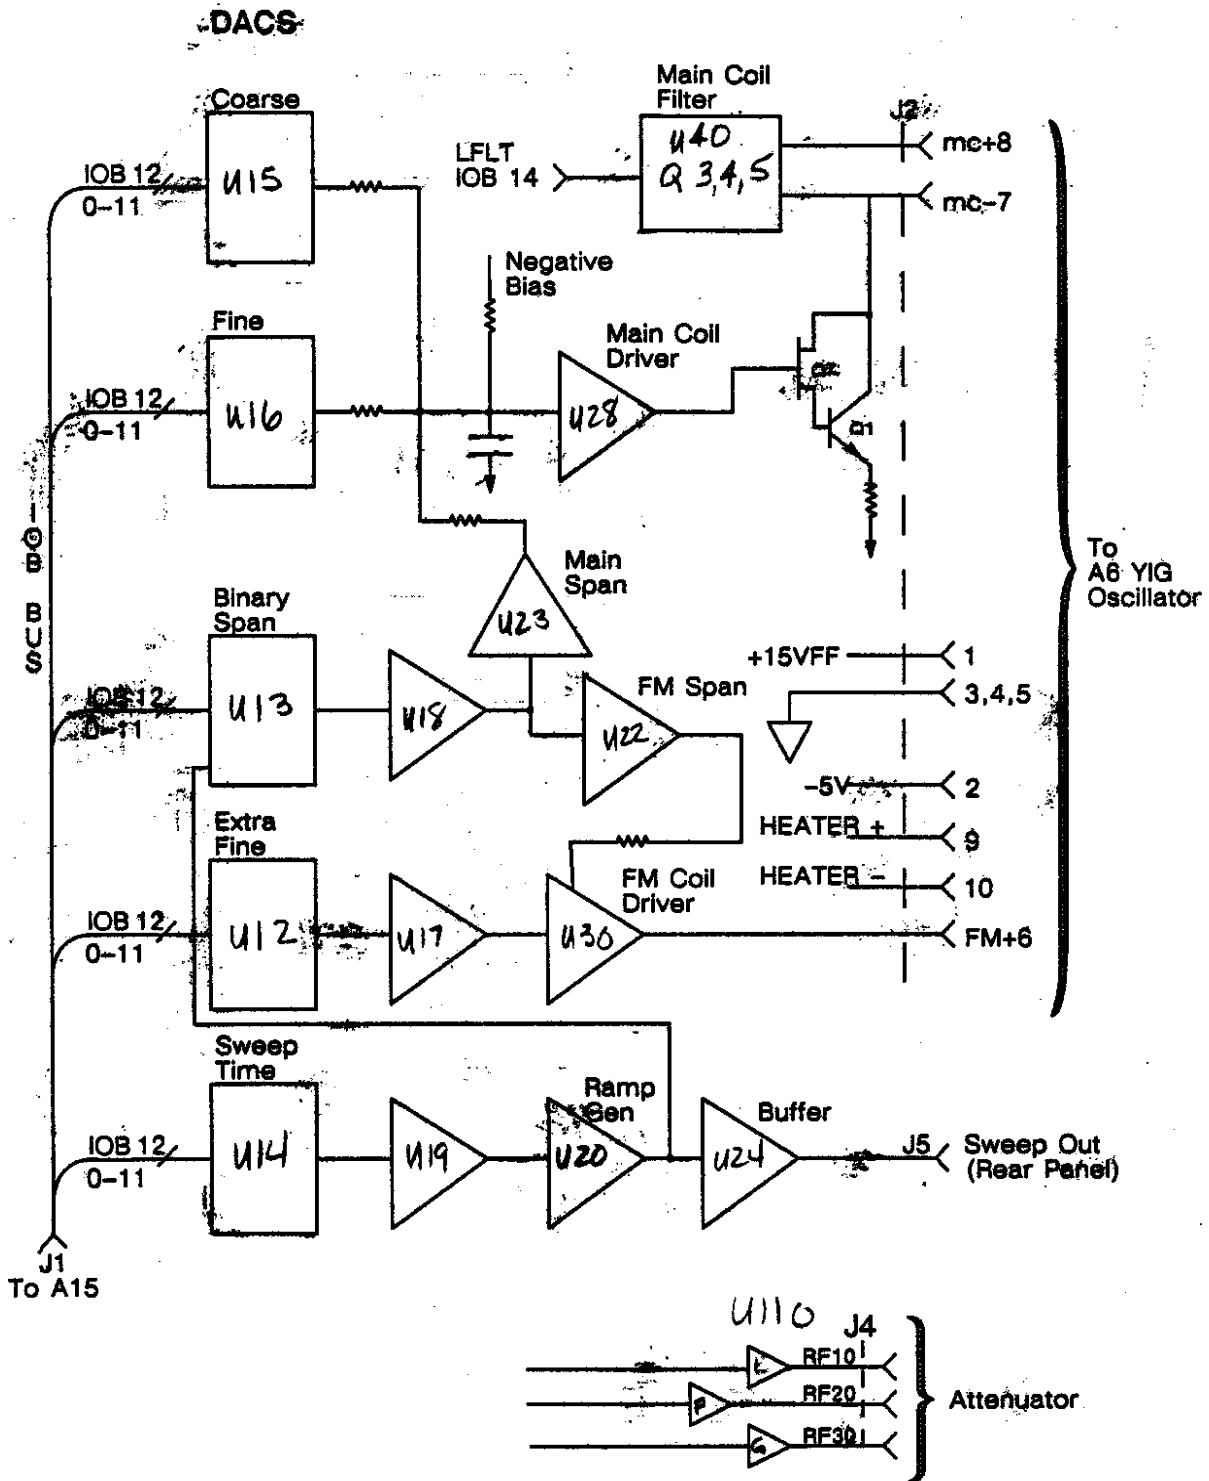 DACS
Coarse
IOB 12
0-11
U15
Main Coil
Filter
LFLT
IOB 14
U40
Q 3,4,5
J2
mc+8
mc-7
Negative
Bias
Fine
IOB 12
0-11
U16
Main Coil
Driver
U28
Q1
IOB BUS
Main
Span
U23
To
A6 YIG
Oscillator
Binary
Span
IOB 12
0-11
U13
U18
FM Span
U22
+15VFF
1
3,4,5
-5V
2
HEATER +
9
HEATER -
10
Extra
Fine
IOB 12
0-11
U12
U17
FM Coil
Driver
U30
FM+6
Sweep
Time
IOB 12
0-11
U14
U19
Ramp
Gen
U20
Buffer
U24
J5
Sweep Out
(Rear Panel)
J1
To A15
U110
J4
RF10
F
RF20
G
RF30
Attenuator